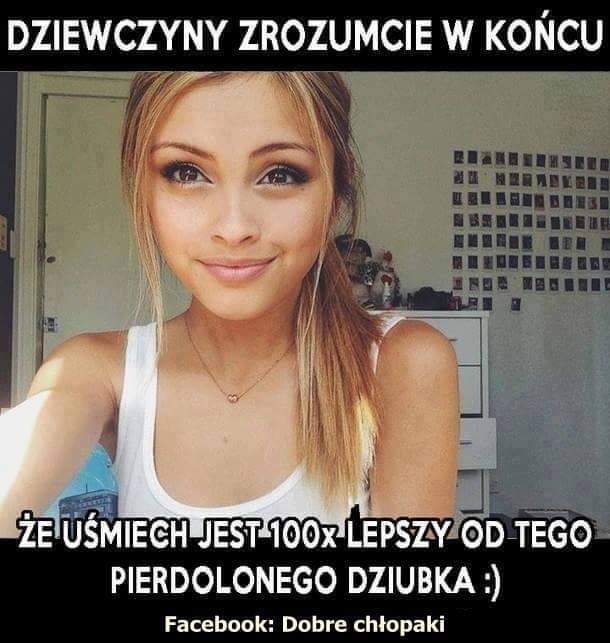 DZIEWCZYNY ZROZUMCIE W KOŃCU
ŻE UŚMIECH JEST 100x LEPSZY OD TEGO
PIERDOLONEGO DZIUBKA :)
Facebook: Dobre chłopaki